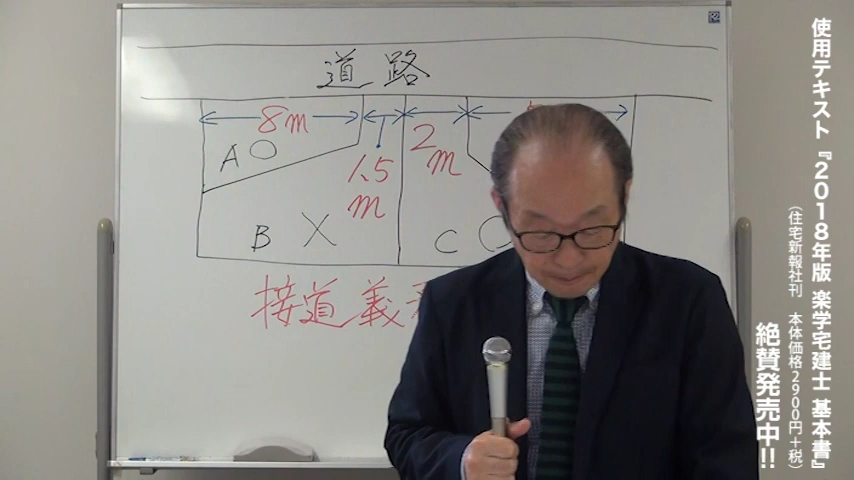 道路
8m
1.5
m
2
m
A○
B ×
C
接道義
使用テキスト『2018年版 楽学宅建士 基本書』
（住宅新報社刊 本体価格2900円＋税）
絶賛発売中!!